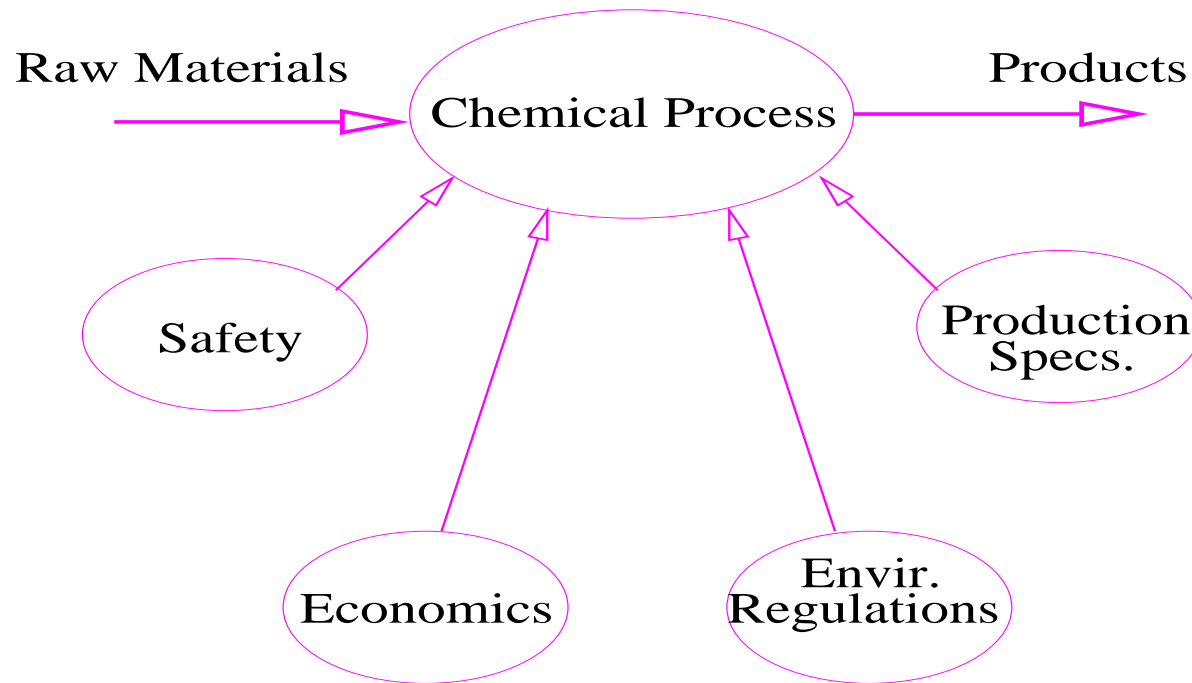 Raw Materials
Products
Chemical Process
Safety
Production
Specs.
Economics
Envir.
Regulations